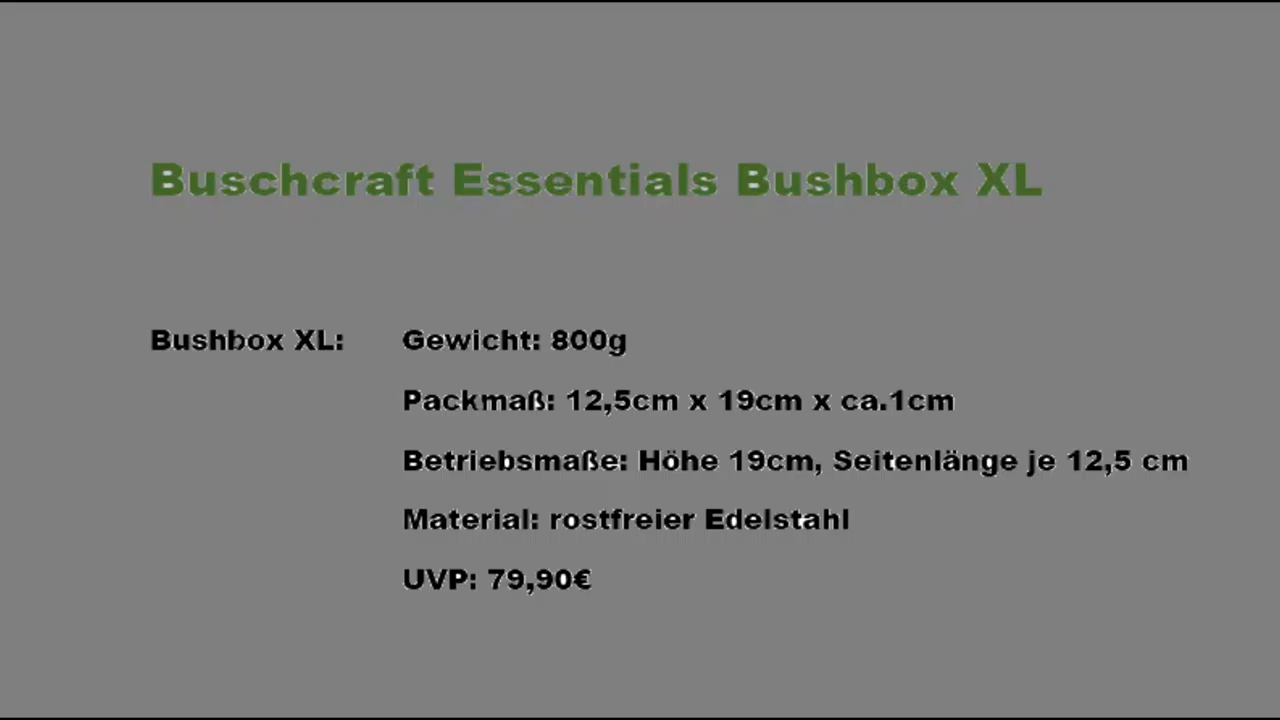 Buschcraft Essentials Bushbox XL
Bushbox XL: Gewicht: 800g
Packmaß: 12,5cm x 19cm x ca.1cm
Betriebsmaße: Höhe 19cm, Seitenlänge je 12,5 cm
Material: rostfreier Edelstahl
UVP: 79,90€